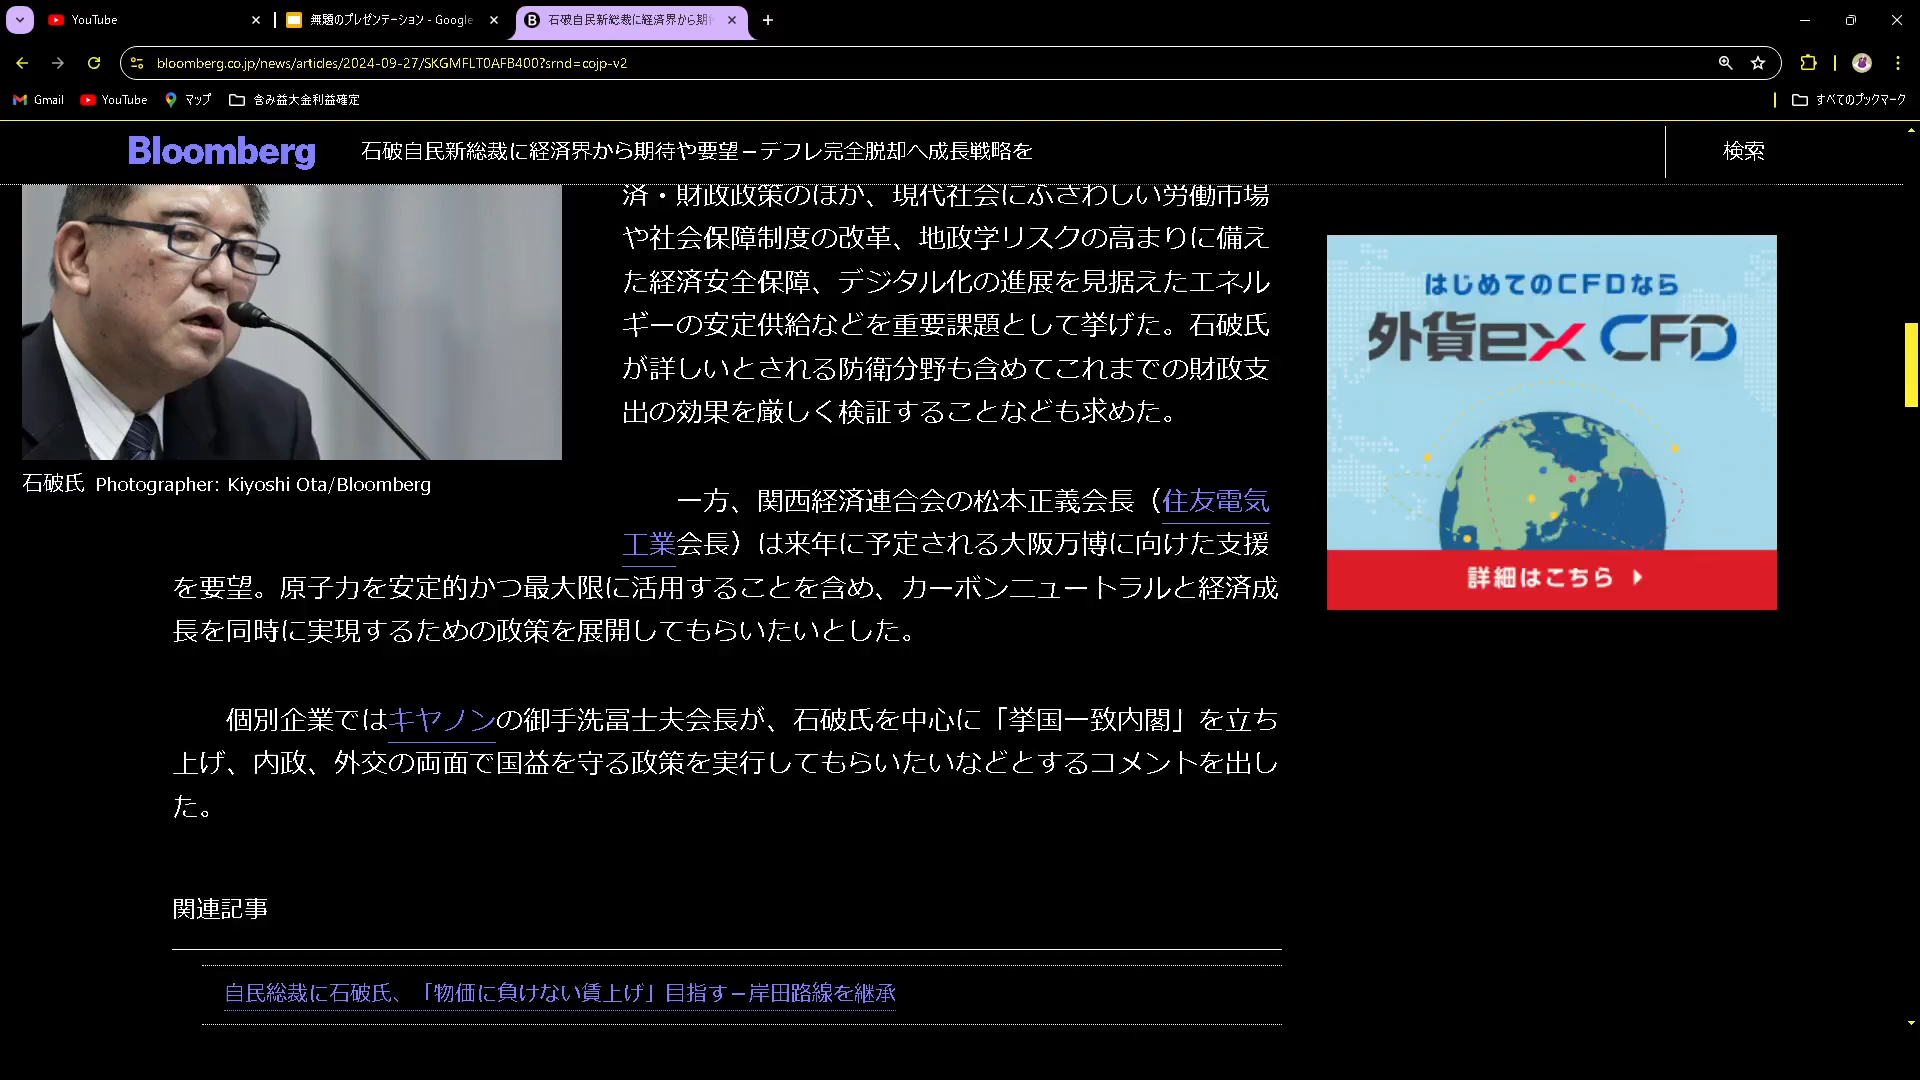 YouTube
無題のプレゼンテーション - Google
石破自民新総裁に経済界から期
bloomberg.co.jp/news/articles/2024-09-27/SKGMFLT0AFB400?srnd=cojp-v2
Gmail
YouTube
マップ
含み益大金利益確定
すべてのブックマーク
Bloomberg
石破自民新総裁に経済界から期待や要望－デフレ完全脱却へ成長戦略を
検索
済・財政政策のほか、現代社会にふさわしい労働市場
や社会保障制度の改革、地政学リスクの高まりに備え
た経済安全保障、デジタル化の進展を見据えたエネル
ギーの安定供給などを重要課題として挙げた。石破氏
が詳しいとされる防衛分野も含めてこれまでの財政支
出の効果を厳しく検証することなども求めた。
石破氏 Photographer: Kiyoshi Ota/Bloomberg
一方、関西経済連合会の松本正義会長（住友電気
工業会長）は来年に予定される大阪万博に向けた支援
を要望。原子力を安定的かつ最大限に活用することを含め、カーボンニュートラルと経済成
長を同時に実現するための政策を展開してもらいたいとした。
個別企業ではキヤノンの御手洗冨士夫会長が、石破氏を中心に「挙国一致内閣」を立ち
上げ、内政、外交の両面で国益を守る政策を実行してもらいたいなどとするコメントを出し
た。
関連記事
自民総裁に石破氏、「物価に負けない賃上げ」目指す－岸田路線を継承
はじめてのCFDなら
外貨ex CFD
詳細はこちら